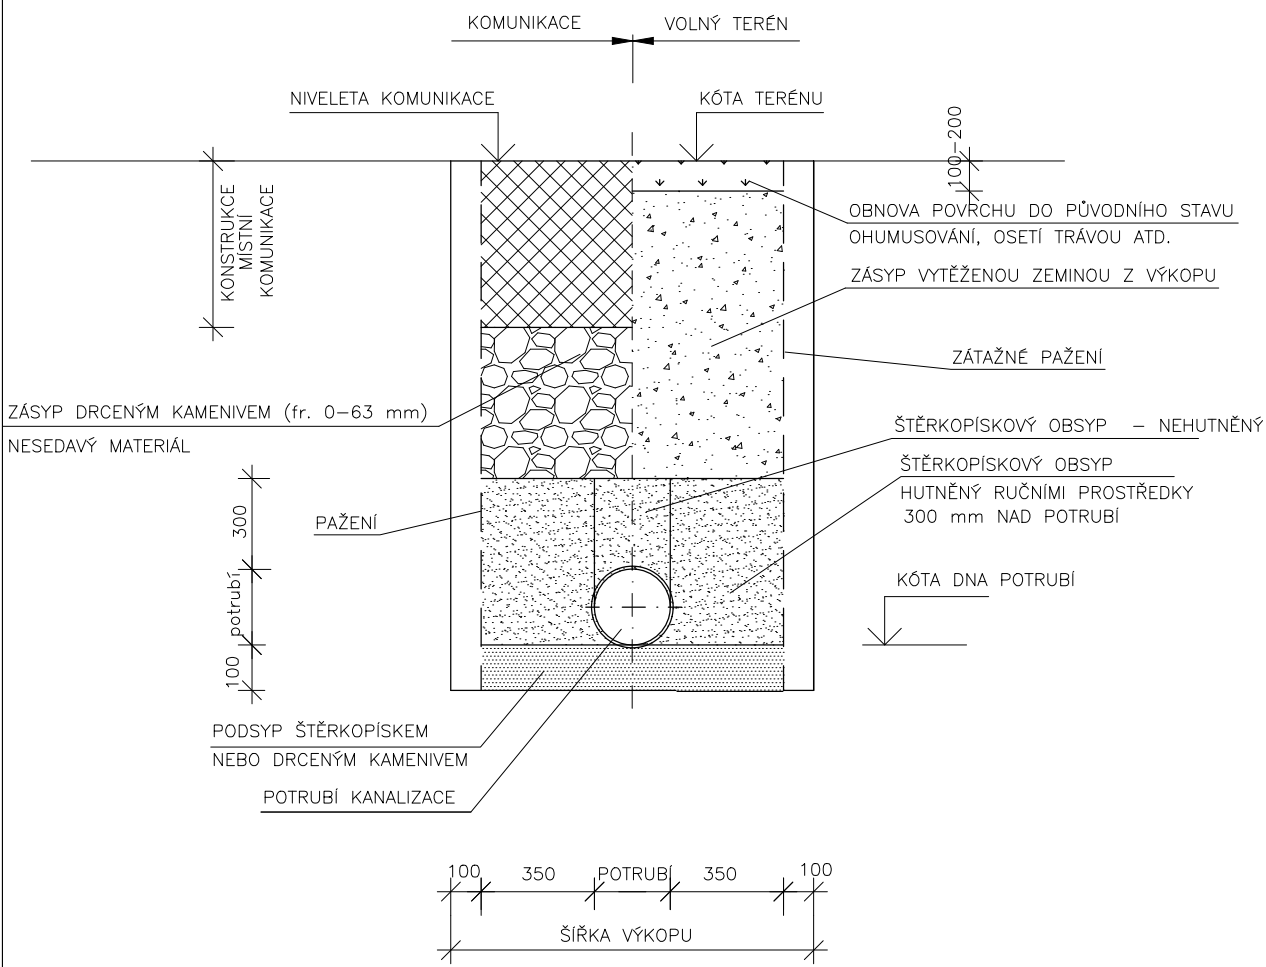 KOMUNIKACE
VOLNÝ TERÉN
NIVELETA KOMUNIKACE
KÓTA TERÉNU
100-200
KONSTRUKCE
MÍSTNÍ
KOMUNIKACE
OBNOVA POVRCHU DO PŮVODNÍHO STAVU
OHUMUSOVÁNÍ, OSETÍ TRÁVOU ATD.
ZÁSYP VYTĚŽENOU ZEMINOU Z VÝKOPU
ZÁTAŽNÉ PAŽENÍ
ZÁSYP DRCENÝM KAMENIVEM (fr. 0-63 mm)
NESEDAVÝ MATERIÁL
ŠTĚRKOPÍSKOVÝ OBSYP - NEHUTNĚNÝ
ŠTĚRKOPÍSKOVÝ OBSYP
HUTNĚNÝ RUČNÍMI PROSTŘEDKY
300 mm NAD POTRUBÍ
300
PAŽENÍ
potrubí
KÓTA DNA POTRUBÍ
100
PODSYP ŠTĚRKOPÍSKEM
NEBO DRCENÝM KAMENIVEM
POTRUBÍ KANALIZACE
100 350 POTRUBÍ 350 100
ŠÍŘKA VÝKOPU